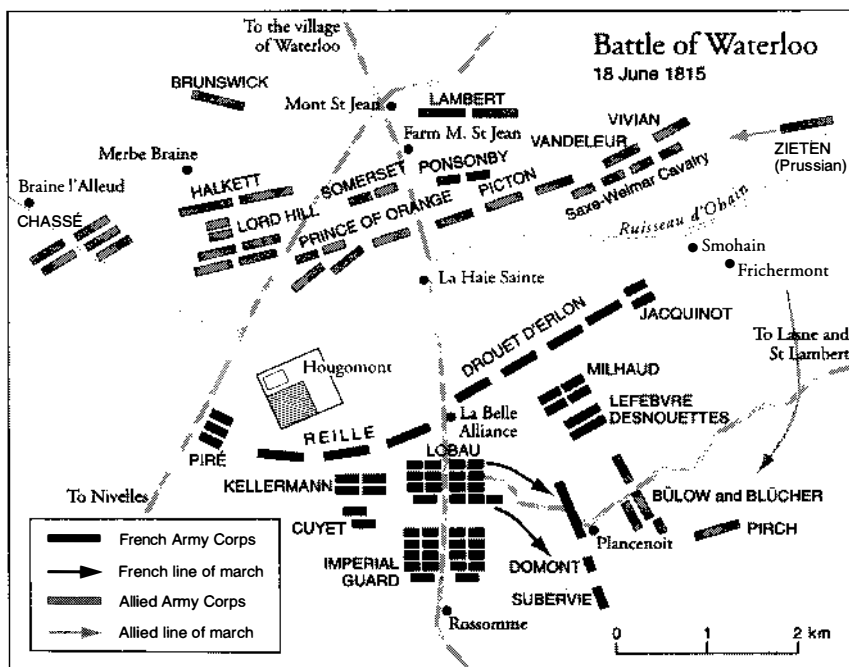 To the village
of Waterloo
Battle of Waterloo
18 June 1815
BRUNSWICK
Mont St Jean
LAMBERT
VIVIAN
Farm M. St Jean
VANDELEUR
ZIETEN
(Prussian)
Merbe Braine
PONSONBY
SOMERSET
Braine l'Alleud
HALKETT
PICTON
Saxe-Weimar Cavalry
CHASSÉ
LORD HILL
PRINCE OF ORANGE
Ruisseau d'Ohain
Smohain
Frichermont
La Haie Sainte
JACQUINOT
DROUET D'ERLON
To Lasne and
St Lambert
Hougomont
MILHAUD
LEFEBVRE
DESNOUETTES
La Belle
Alliance
REILLE
PIRÉ
LOBAU
KELLERMANN
To Nivelles
BÜLOW and BLÜCHER
CUYET
PIRCH
Plancenoit
IMPERIAL
GUARD
DOMONT
SUBERVIE
Rossomme
French Army Corps
French line of march
Allied Army Corps
Allied line of march
0 1 2 km